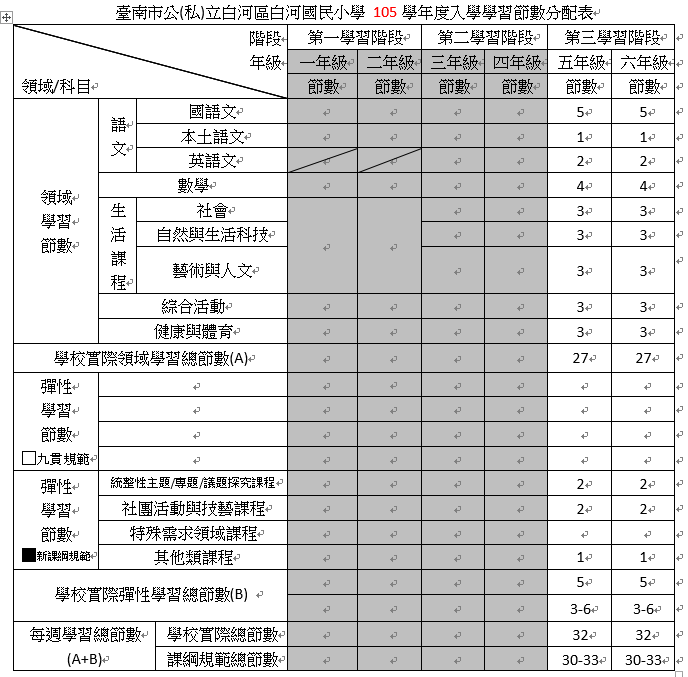 臺南市公(私)立白河區白河國民小學 105 學年度入學學習節數分配表
階段 第一學習階段 第二學習階段 第三學習階段
年級 一年級 二年級 三年級 四年級 五年級 六年級
領域/科目 節數 節數 節數 節數 節數 節數
領域學習節數
語文
國語文 5 5
本土語文 1 1
英語文 2 2
數學 4 4
生活課程
社會 3 3
自然與生活科技 3 3
藝術與人文 3 3
綜合活動 3 3
健康與體育 3 3
學校實際領域學習總節數(A) 27 27
彈性
學習
節數
□九貫規範
彈性
學習
節數
■新課綱規範
統整性主題/專題/議題探究課程 2 2
社團活動與技藝課程 2 2
特殊需求領域課程
其他類課程 1 1
學校實際彈性學習總節數(B) 5 5
3-6 3-6
每週學習總節數
(A+B)
學校實際總節數 32 32
課綱規範總節數 30-33 30-33